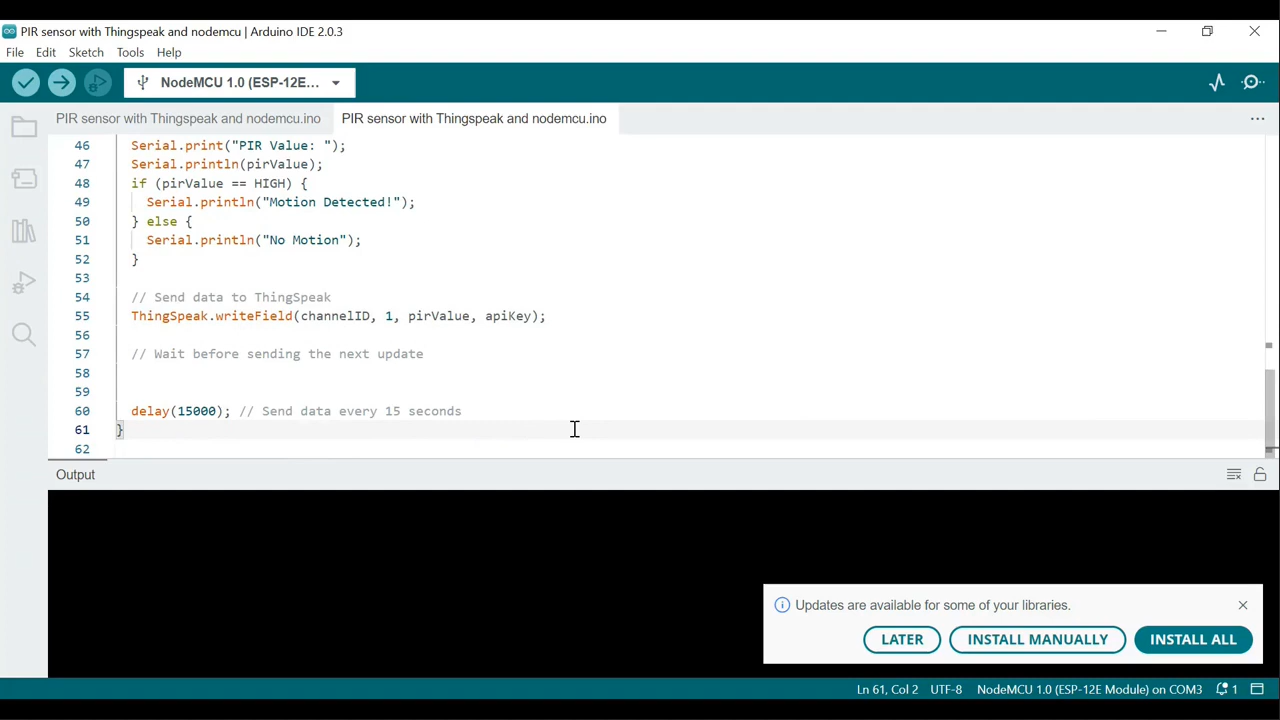 PIR sensor with Thingspeak and nodemcu | Arduino IDE 2.0.3
File Edit Sketch Tools Help
NodeMCU 1.0 (ESP-12E...
PIR sensor with Thingspeak and nodemcu.ino PIR sensor with Thingspeak and nodemcu.ino ...
46 Serial.print("PIR Value: ");
47 Serial.println(pirValue);
48 if (pirValue == HIGH) {
49 Serial.println("Motion Detected!");
50 } else {
51 Serial.println("No Motion");
52 }
53
54 // Send data to ThingSpeak
55 ThingSpeak.writeField(channelID, 1, pirValue, apiKey);
56
57 // Wait before sending the next update
58
59
60 delay(15000); // Send data every 15 seconds
61 }
62
Output
Updates are available for some of your libraries.
LATER INSTALL MANUALLY INSTALL ALL
Ln 61, Col 2 UTF-8 NodeMCU 1.0 (ESP-12E Module) on COM3 1